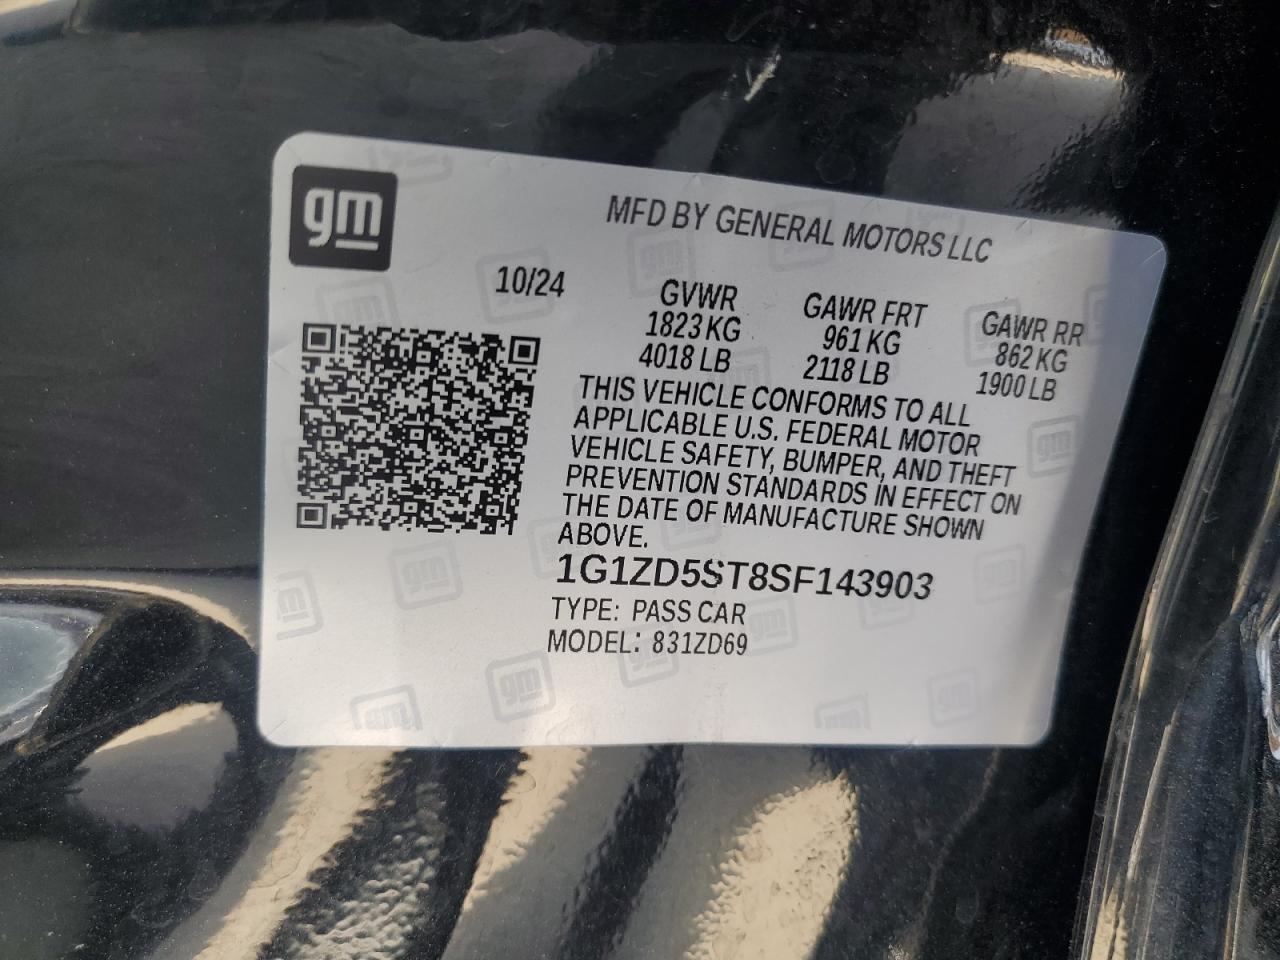 gm
MFD BY GENERAL MOTORS LLC
10/24
GVWR GAWR FRT GAWR RR
1823 KG 961 KG 862 KG
4018 LB 2118 LB 1900 LB
THIS VEHICLE CONFORMS TO ALL
APPLICABLE U.S. FEDERAL MOTOR
VEHICLE SAFETY, BUMPER, AND THEFT
PREVENTION STANDARDS IN EFFECT ON
THE DATE OF MANUFACTURE SHOWN
ABOVE.
1G1ZD5ST8SF143903
TYPE: PASS CAR
MODEL: 831ZD69